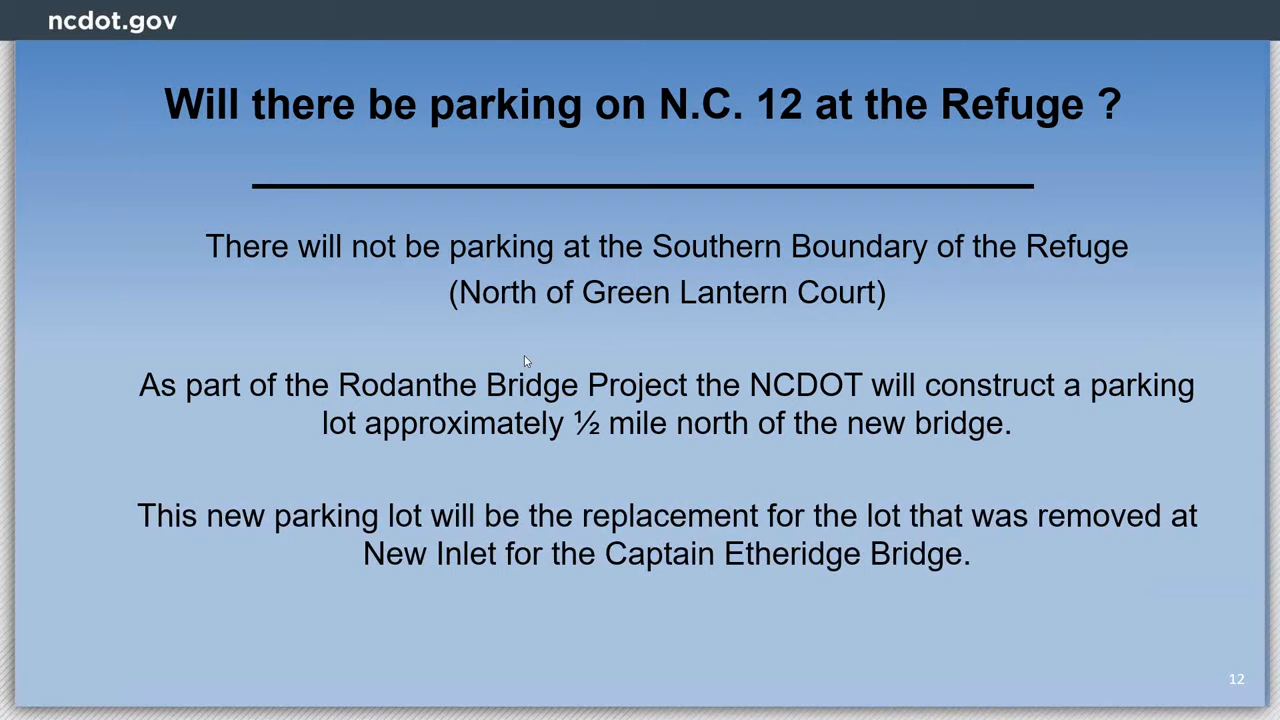 ncdot.gov
Will there be parking on N.C. 12 at the Refuge ?
There will not be parking at the Southern Boundary of the Refuge
(North of Green Lantern Court)
As part of the Rodanthe Bridge Project the NCDOT will construct a parking
lot approximately ½ mile north of the new bridge.
This new parking lot will be the replacement for the lot that was removed at
New Inlet for the Captain Etheridge Bridge.
12